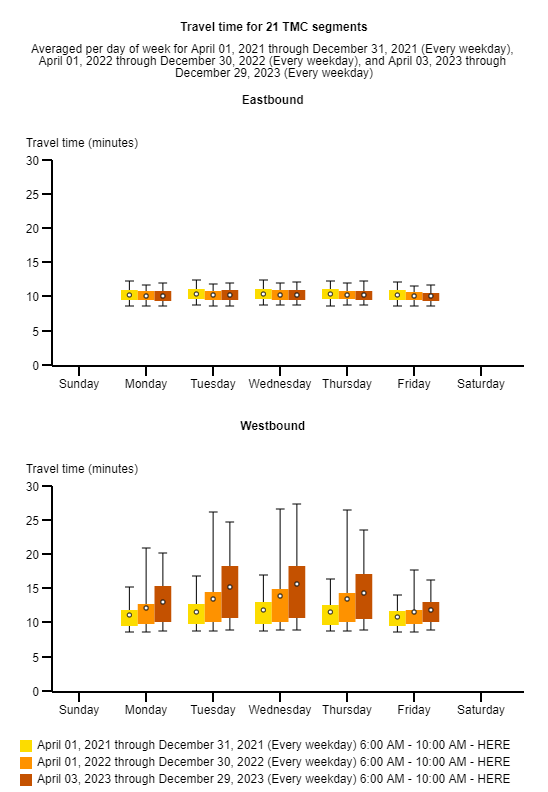 Travel time for 21 TMC segments
Averaged per day of week for April 01, 2021 through December 31, 2021 (Every weekday),
April 01, 2022 through December 30, 2022 (Every weekday), and April 03, 2023 through
December 29, 2023 (Every weekday)
Eastbound
Travel time (minutes)
30
25
20
15
10
5
0
Sunday Monday Tuesday Wednesday Thursday Friday Saturday
Westbound
Travel time (minutes)
30
25
20
15
10
5
0
Sunday Monday Tuesday Wednesday Thursday Friday Saturday
April 01, 2021 through December 31, 2021 (Every weekday) 6:00 AM - 10:00 AM - HERE
April 01, 2022 through December 30, 2022 (Every weekday) 6:00 AM - 10:00 AM - HERE
April 03, 2023 through December 29, 2023 (Every weekday) 6:00 AM - 10:00 AM - HERE